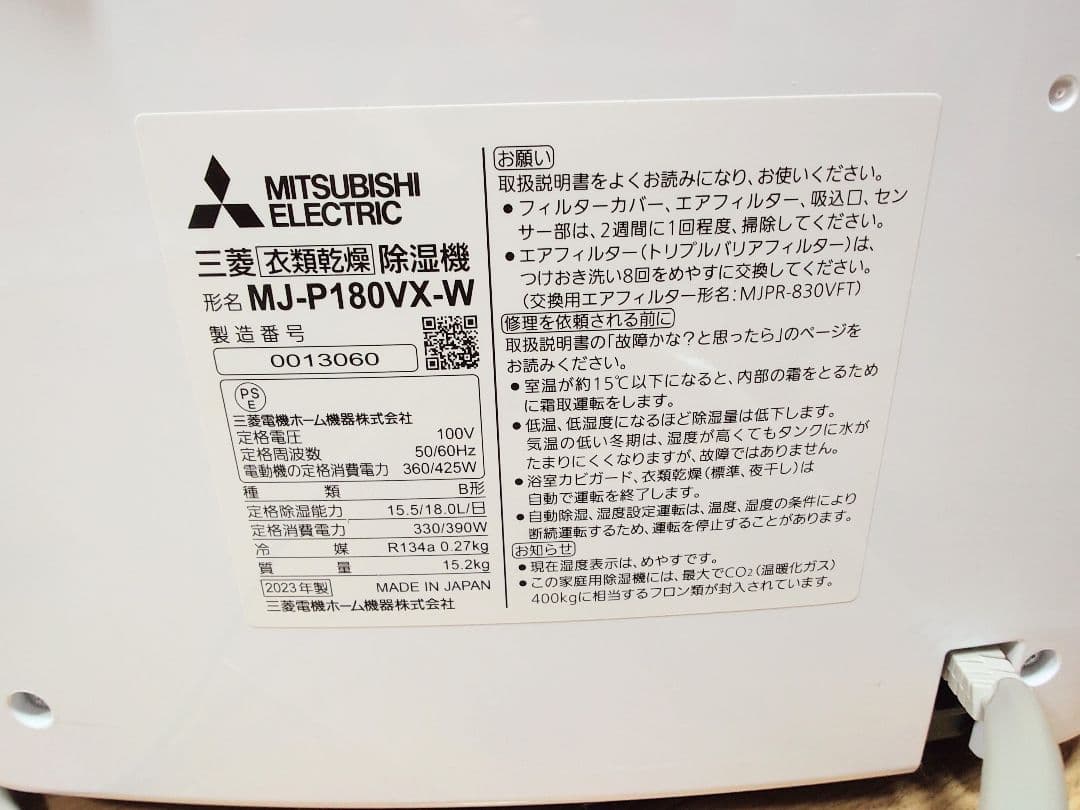 MITSUBISHI
ELECTRIC
三菱 衣類乾燥 除湿機
形名 MJ-P180VX-W
製造番号
0013060
PS
E
三菱電機ホーム機器株式会社
定格電圧 100V
定格周波数 50/60Hz
電動機の定格消費電力 360/425W
種類 B形
定格除湿能力 15.5/18.0L/日
定格消費電力 330/390W
冷媒 R134a 0.27kg
質量 15.2kg
2023年製 MADE IN JAPAN
三菱電機ホーム機器株式会社
お願い
取扱説明書をよくお読みになり、お使いください。
●フィルターカバー、エアフィルター、吸込口、セン
サー部は、2週間に1回程度、掃除してください。
●エアフィルター(トリプルバリアフィルター)は、
つけおき洗い8回をめやすに交換してください。
(交換用エアフィルター形名:MJPR-830VFT)
修理を依頼される前に
取扱説明書の「故障かな?と思ったら」のページを
お読みください。
●室温が約15℃以下になると、内部の霜をとるため
に霜取運転をします。
●低温、低湿度になるほど除湿量は低下します。
気温の低い冬期は、湿度が高くてもタンクに水が
たまりにくくなりますが、故障ではありません。
●浴室カビガード、衣類乾燥(標準、夜干し)は
自動で運転を終了します。
●自動除湿、湿度設定運転は、温度、湿度の条件により
断続運転するため、運転を停止することがあります。
お知らせ
●現在湿度表示は、めやすです。
●この家庭用除湿機には、最大でCO2(温暖化ガス)
400kgに相当するフロン類が封入されています。